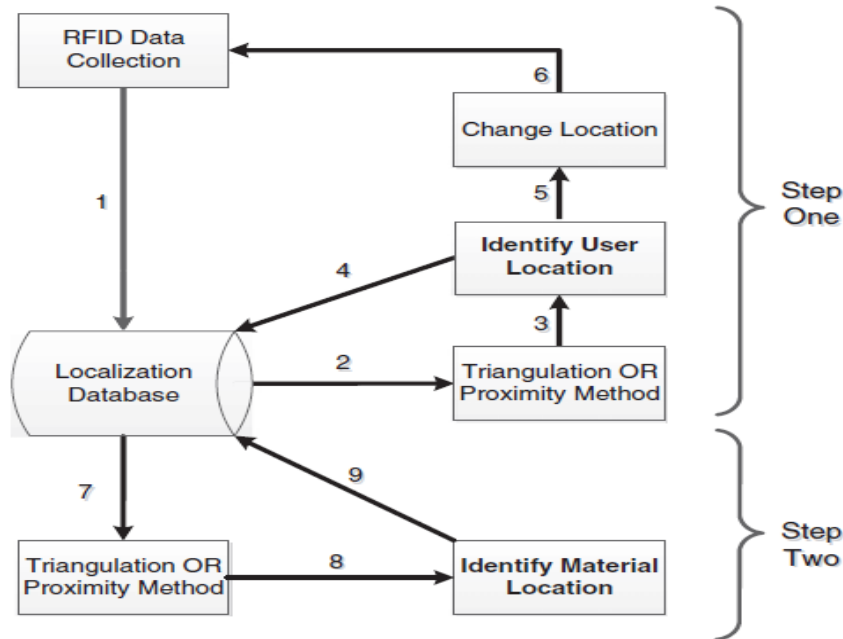 RFID Data
Collection
6
Change Location
1
5
Step
One
Identify User
Location
4
3
Localization
Database
2
Triangulation OR
Proximity Method
7
9
Triangulation OR
Proximity Method
8
Identify Material
Location
Step
Two